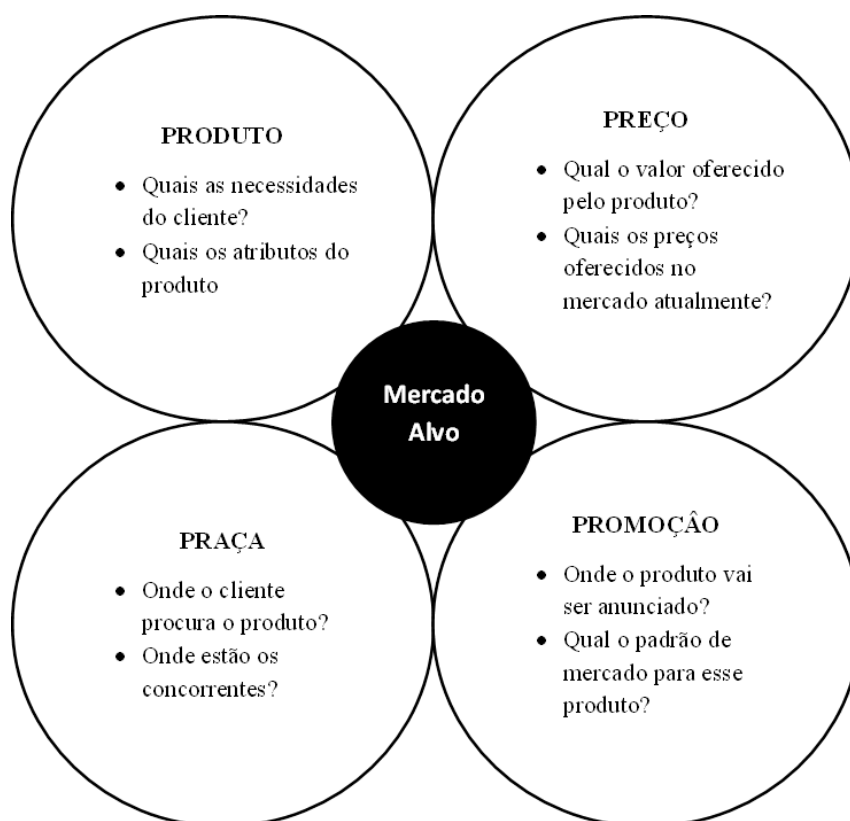 PRODUTO
• Quais as necessidades
do cliente?
• Quais os atributos do
produto
PREÇO
• Qual o valor oferecido
pelo produto?
• Quais os preços
oferecidos no
mercado atualmente?
Mercado
Alvo
PRAÇA
• Onde o cliente
procura o produto?
• Onde estão os
concorrentes?
PROMOÇÂO
• Onde o produto vai
ser anunciado?
• Qual o padrão de
mercado para esse
produto?